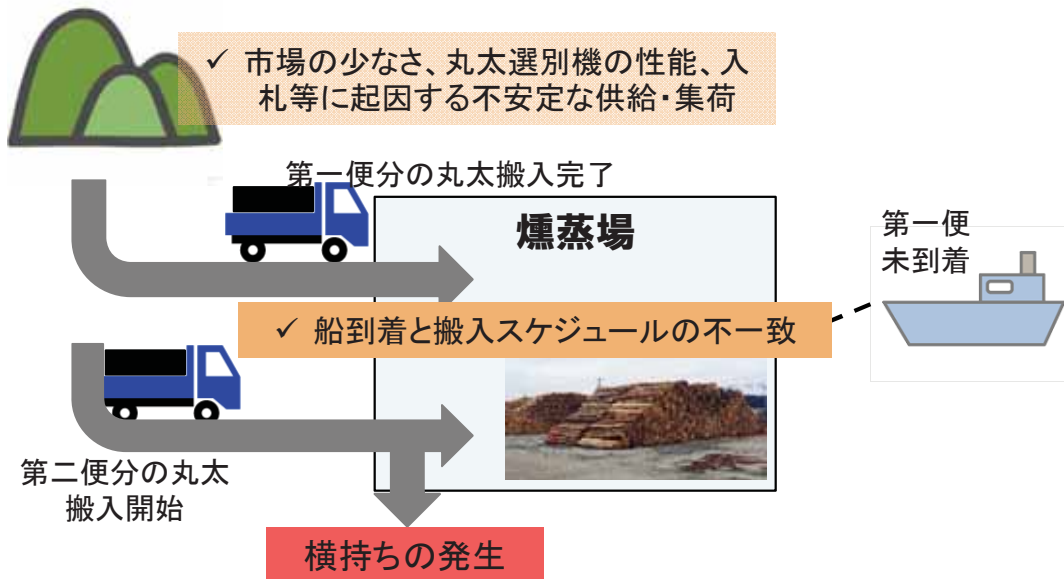 ✓ 市場の少なさ、丸太選別機の性能、入
札等に起因する不安定な供給・集荷
第一便分の丸太搬入完了
燻蒸場
第一便
未到着
✓ 船到着と搬入スケジュールの不一致
第二便分の丸太
搬入開始
横持ちの発生